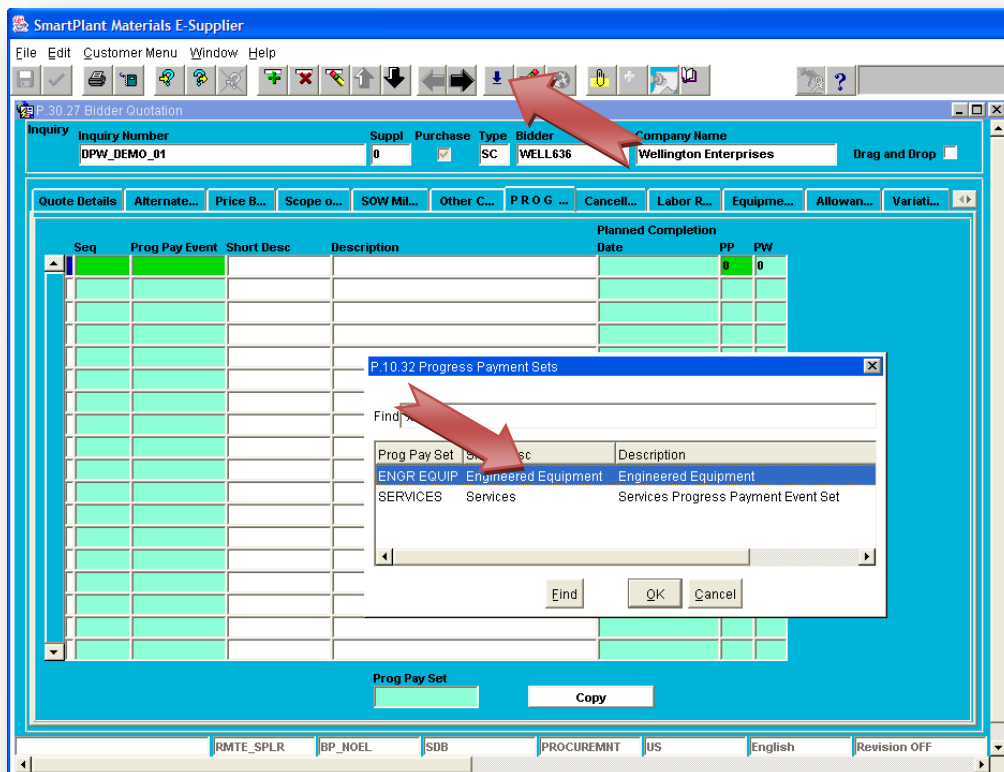 SmartPlant Materials E-Supplier
File Edit Customer Menu Window Help
P.30.27 Bidder Quotation
Inquiry
Inquiry Number Suppl Purchase Type Bidder Company Name
DPW_DEMO_01 0 SC WELL636 Wellington Enterprises Drag and Drop
Quote Details Alternate... Price B... Scope o... SOW Mil... Other C... P R O G ... Cancell... Labor R... Equipme... Allowan... Variati...
Planned Completion
Seq Prog Pay Event Short Desc Description Date PP PW
0 0
P.10.32 Progress Payment Sets
Find
Prog Pay Set Description
ENGR EQUIP Engineered Equipment Engineered Equipment
SERVICES Services Services Progress Payment Event Set
Find OK Cancel
Prog Pay Set
Copy
RMTE_SPLR BP_NOEL SDB PROCUREMNT US English Revision OFF